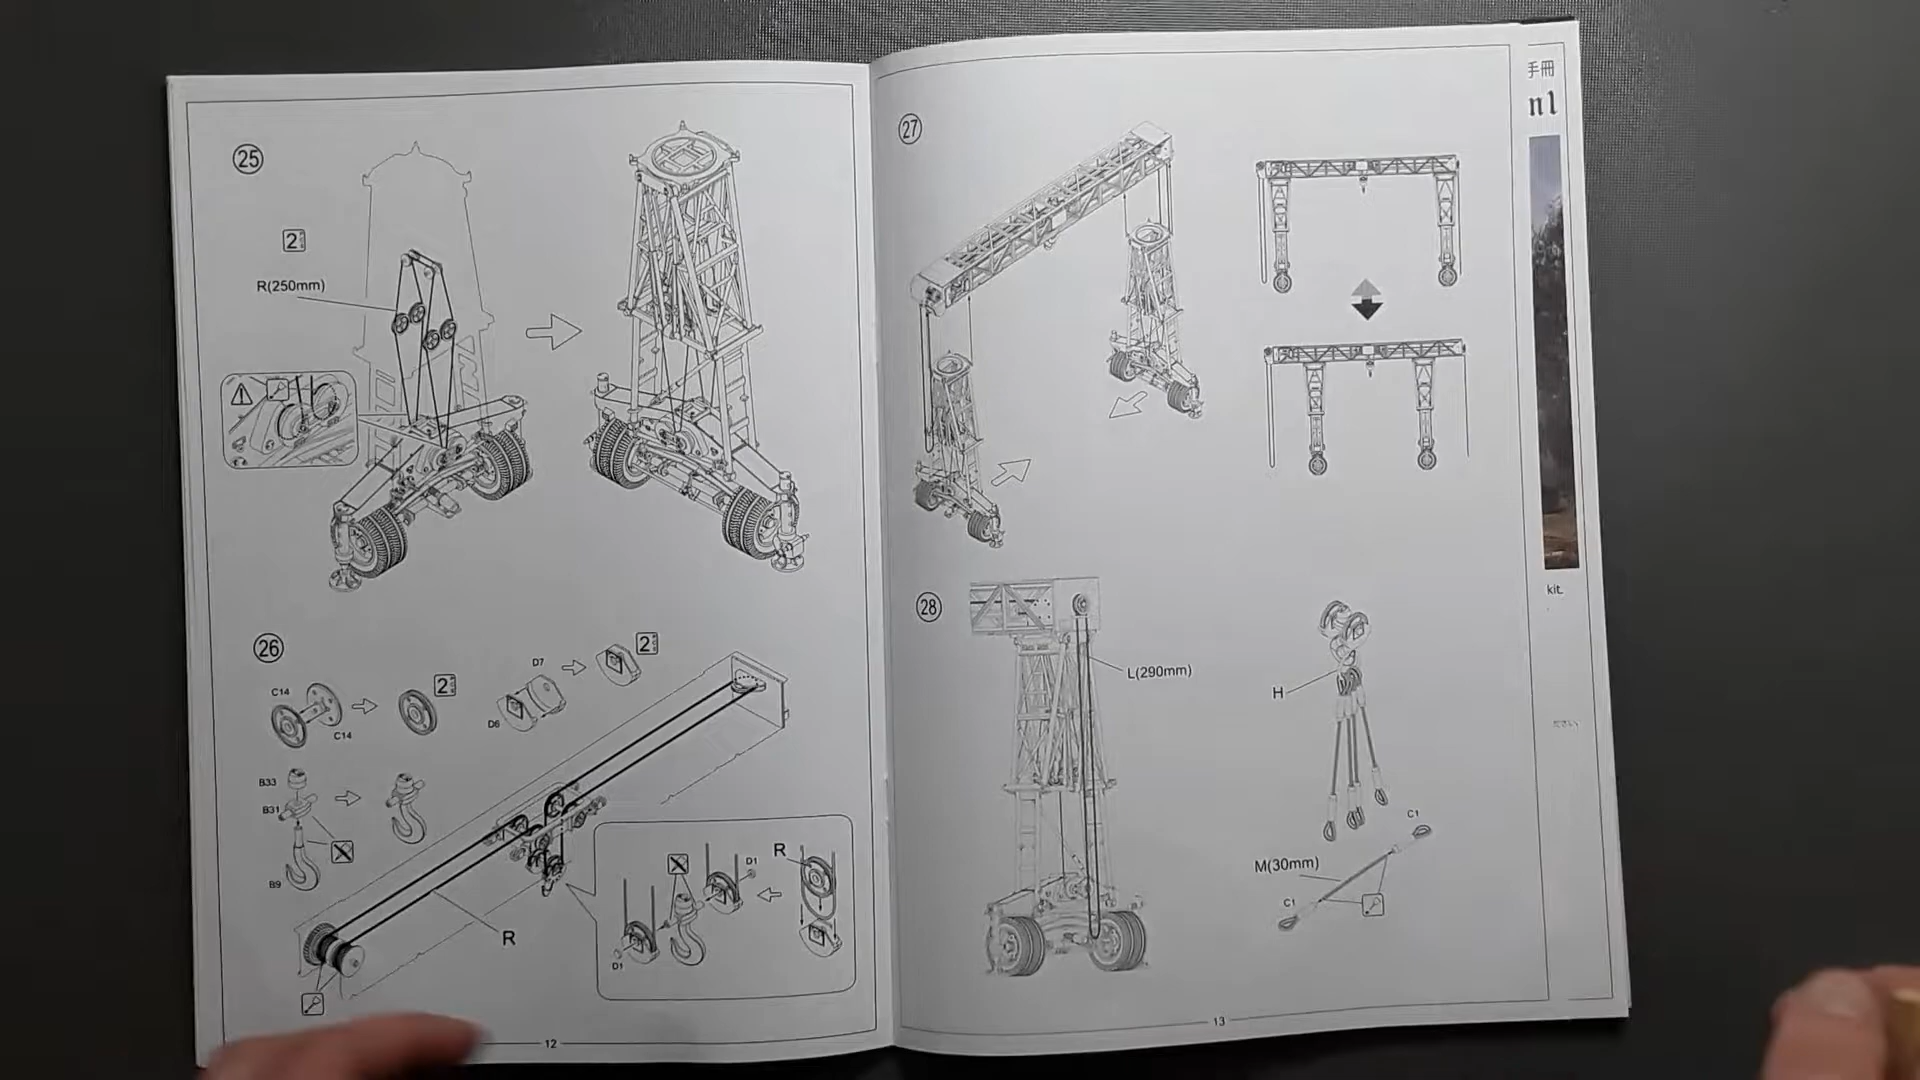 25
2
R(250mm)
26
C14
C14
2
D7
D6
2
B33
B31
B9
R
D1
D1
R
12
27
28
L(290mm)
H
C1
M(30mm)
C1
13
手冊
nl
kit.